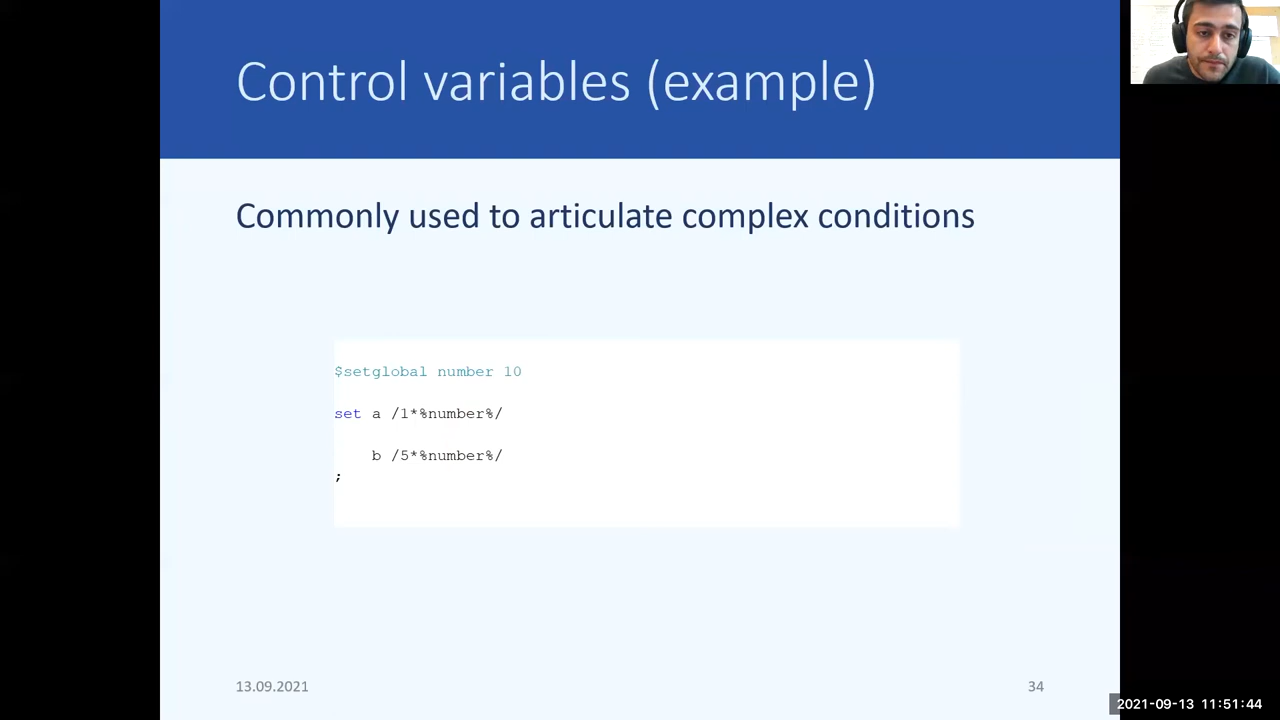 Control variables (example)
Commonly used to articulate complex conditions
$setglobal number 10
set a /1*%number%/
b /5*%number%/
;
13.09.2021
34
2021-09-13 11:51:44